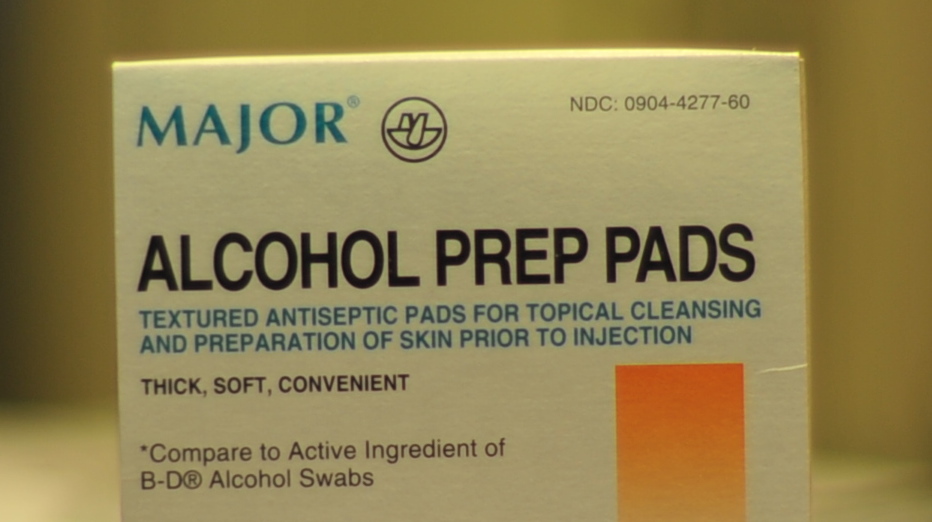 MAJOR®
NDC: 0904-4277-60
ALCOHOL PREP PADS
TEXTURED ANTISEPTIC PADS FOR TOPICAL CLEANSING
AND PREPARATION OF SKIN PRIOR TO INJECTION
THICK, SOFT, CONVENIENT
*Compare to Active Ingredient of
B-D® Alcohol Swabs